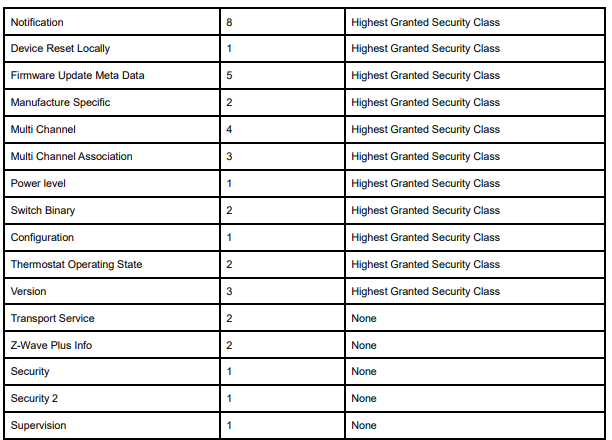 Notification 8 Highest Granted Security Class
Device Reset Locally 1 Highest Granted Security Class
Firmware Update Meta Data 5 Highest Granted Security Class
Manufacture Specific 2 Highest Granted Security Class
Multi Channel 4 Highest Granted Security Class
Multi Channel Association 3 Highest Granted Security Class
Power level 1 Highest Granted Security Class
Switch Binary 2 Highest Granted Security Class
Configuration 1 Highest Granted Security Class
Thermostat Operating State 2 Highest Granted Security Class
Version 3 Highest Granted Security Class
Transport Service 2 None
Z-Wave Plus Info 2 None
Security 1 None
Security 2 1 None
Supervision 1 None